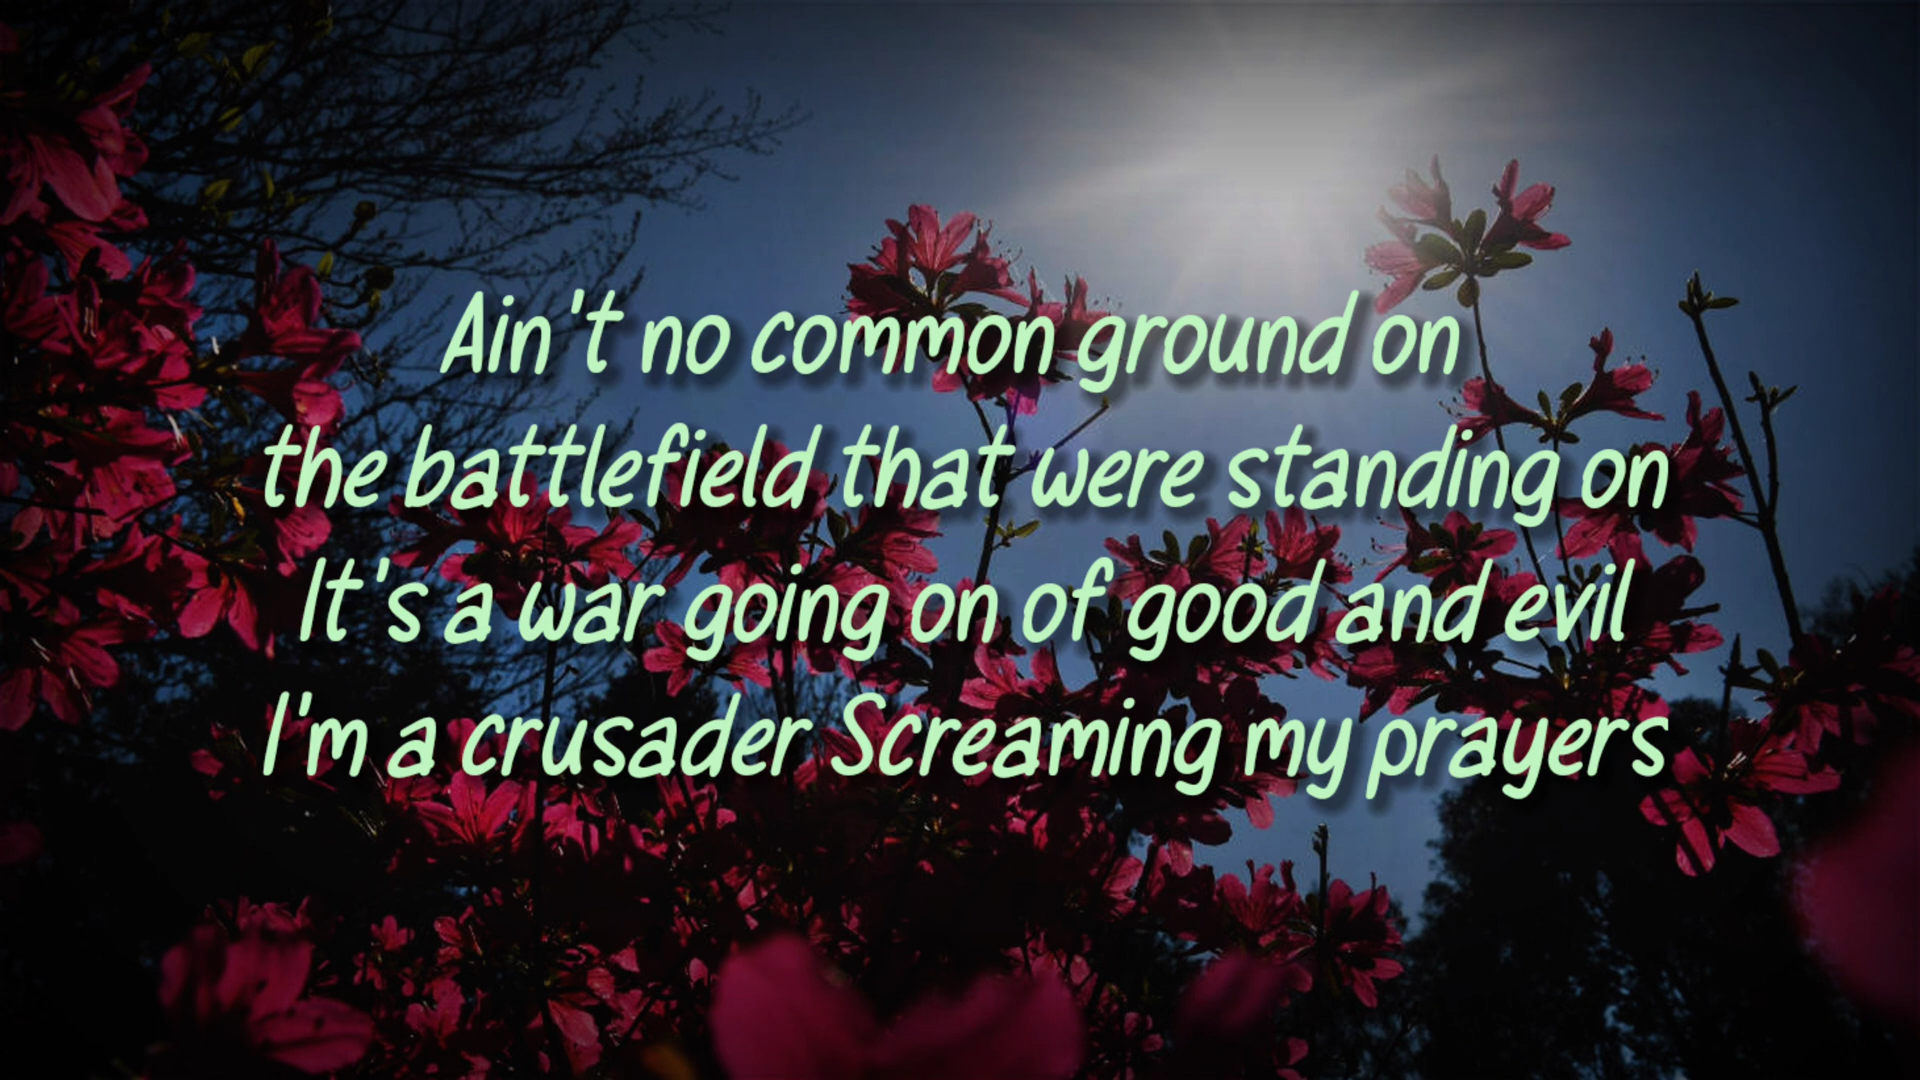 Ain't no common ground on
the battlefield that were standing on
It's a war going on of good and evil
I'm a crusader Screaming my prayers